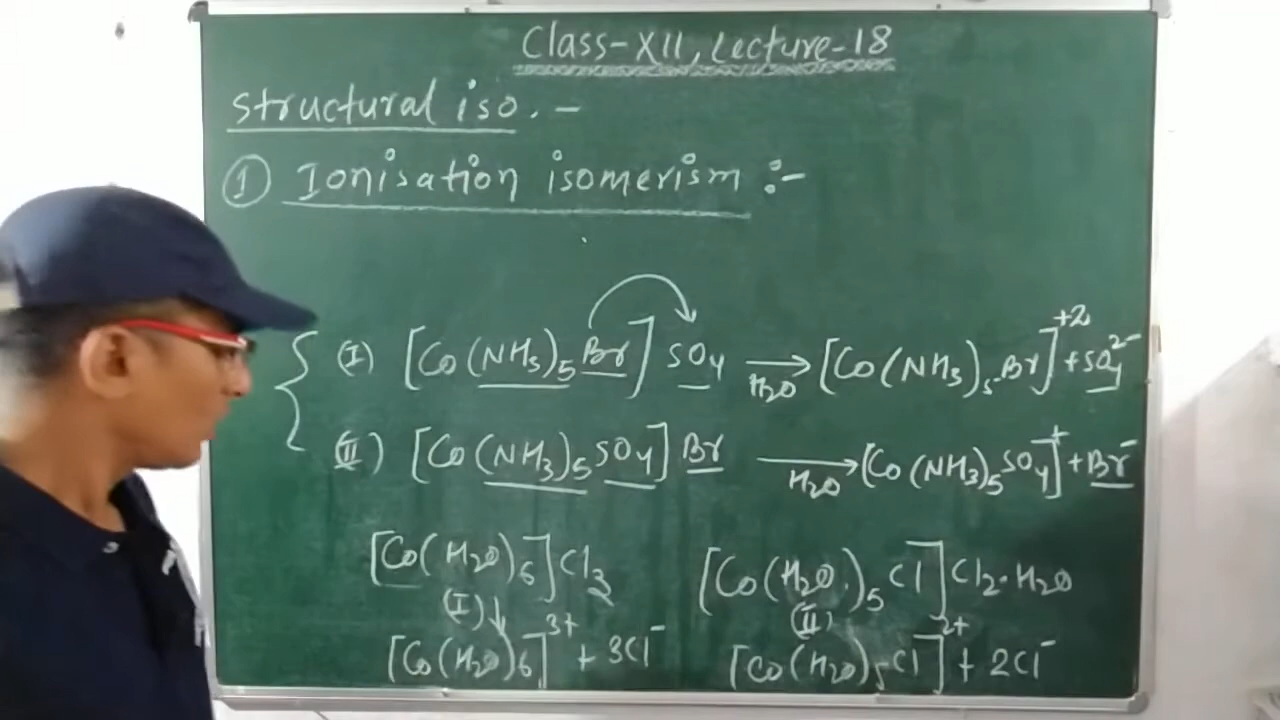 Class-XII, Lecture-18
Structural iso. -
① Ionisation isomerism :-
(I) [Co(NH3)5Br] SO4 ⟶ H2O [Co(NH3)5Br]+2 + SO4 2-
(II) [Co(NH3)5SO4] Br ⟶ H2O [Co(NH3)5SO4]+ + Br-
[Co(H2O)6]Cl3 [Co(H2O)5Cl]Cl2·H2O
(I)↓ (II)
[Co(H2O)6]3+ + 3Cl- [Co(H2O)5Cl]2+ + 2Cl-